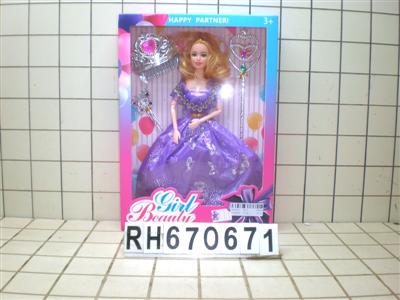 HAPPY PARTNER!
3+
Girl
Beauty
RH670671